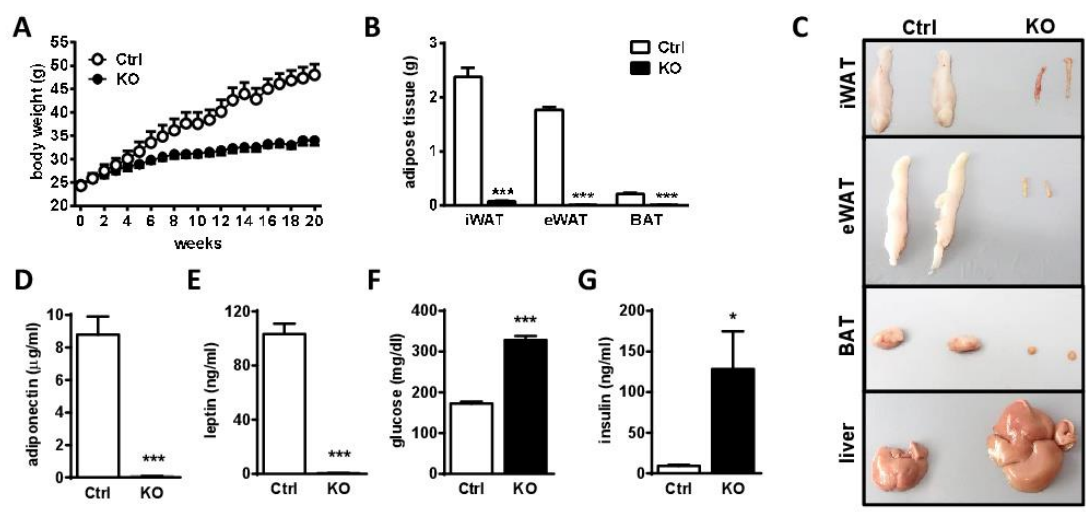 A
body weight (g)
55
50
45
40
35
30
25
20
Ctrl
KO
0 2 4 6 8 10 12 14 16 18 20
weeks
B
adipose tissue (g)
3
2
1
0
Ctrl
KO
***
***
***
iWAT eWAT BAT
C
Ctrl KO
iWAT
eWAT
BAT
liver
D
adiponectin (μg/ml)
10
8
6
4
2
0
***
Ctrl KO
E
leptin (ng/ml)
120
80
40
0
***
Ctrl KO
F
glucose (mg/dl)
400
300
200
100
0
***
Ctrl KO
G
insulin (ng/ml)
200
150
100
50
0
*
Ctrl KO